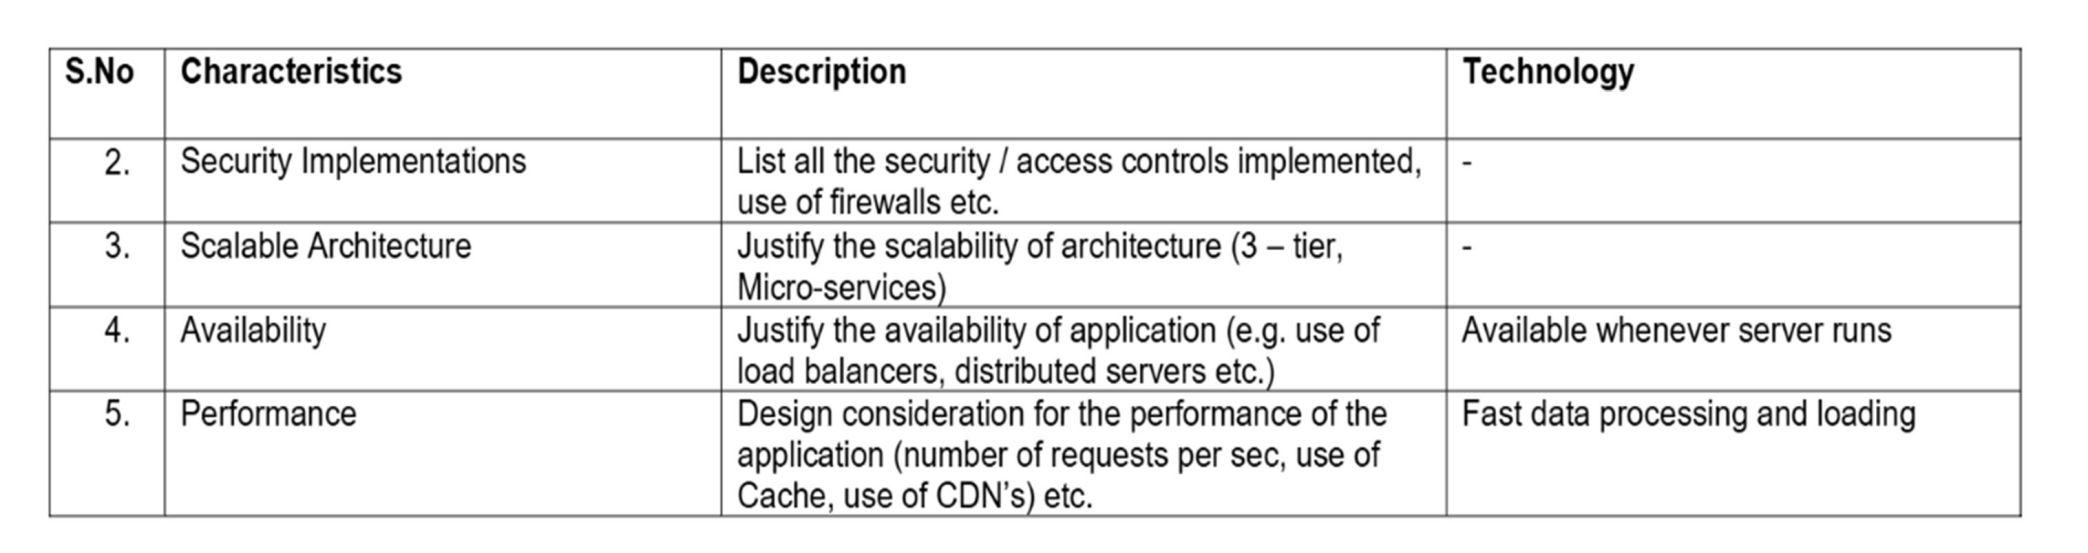 S.No Characteristics Description Technology
2. Security Implementations List all the security / access controls implemented, -
use of firewalls etc.
3. Scalable Architecture Justify the scalability of architecture (3 – tier, -
Micro-services)
4. Availability Justify the availability of application (e.g. use of Available whenever server runs
load balancers, distributed servers etc.)
5. Performance Design consideration for the performance of the Fast data processing and loading
application (number of requests per sec, use of
Cache, use of CDN’s) etc.